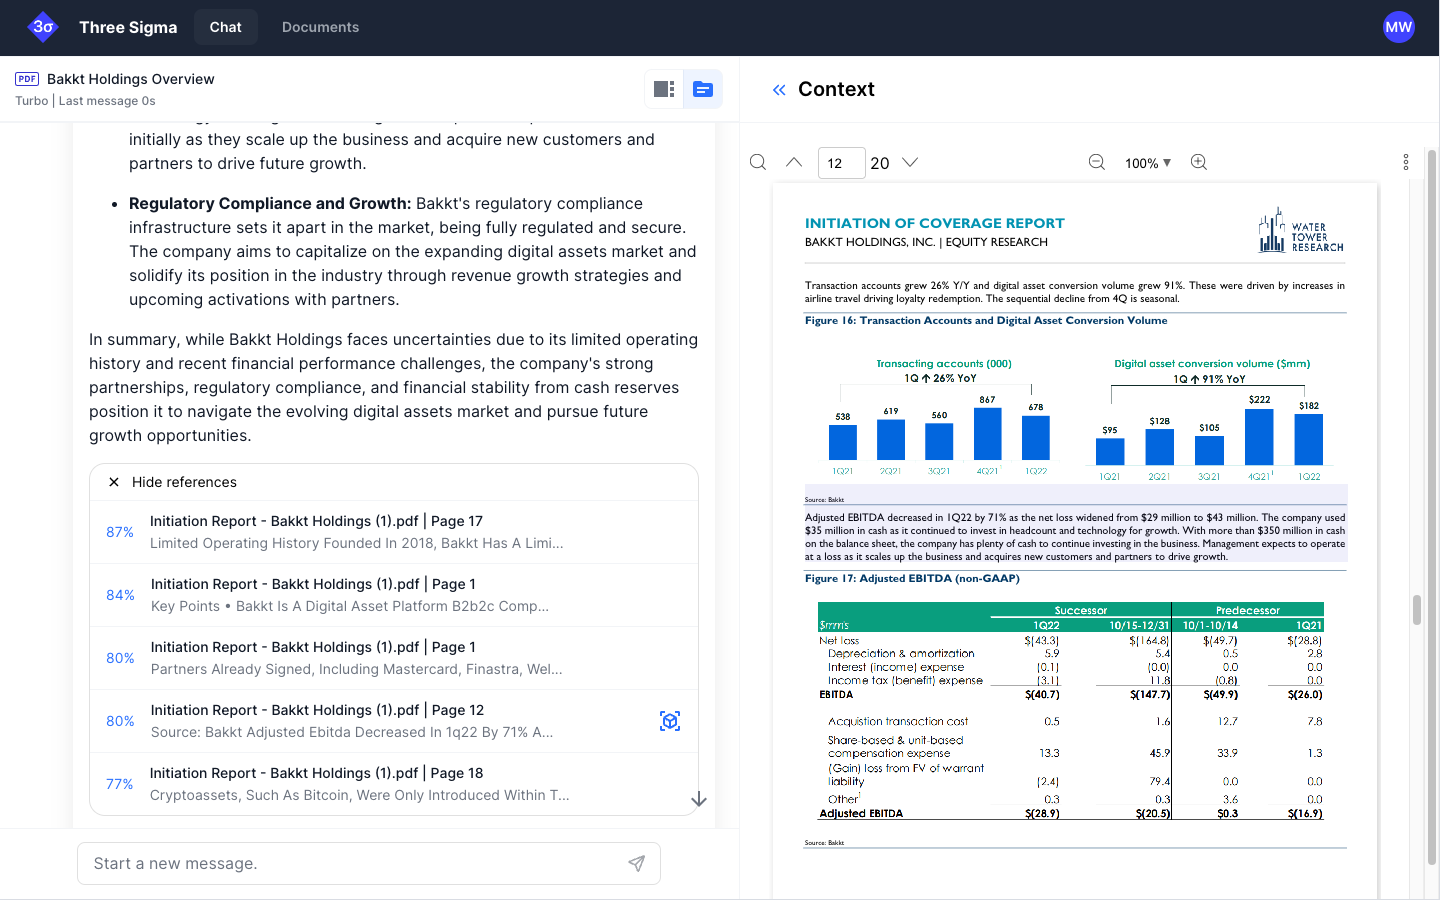 3σ Three Sigma Chat Documents MW
PDF Bakkt Holdings Overview
Turbo | Last message 0s
initially as they scale up the business and acquire new customers and
partners to drive future growth.
• Regulatory Compliance and Growth: Bakkt's regulatory compliance
infrastructure sets it apart in the market, being fully regulated and secure.
The company aims to capitalize on the expanding digital assets market and
solidify its position in the industry through revenue growth strategies and
upcoming activations with partners.
In summary, while Bakkt Holdings faces uncertainties due to its limited operating
history and recent financial performance challenges, the company's strong
partnerships, regulatory compliance, and financial stability from cash reserves
position it to navigate the evolving digital assets market and pursue future
growth opportunities.
Hide references
87% Initiation Report - Bakkt Holdings (1).pdf | Page 17
Limited Operating History Founded In 2018, Bakkt Has A Limi...
84% Initiation Report - Bakkt Holdings (1).pdf | Page 1
Key Points • Bakkt Is A Digital Asset Platform B2b2c Comp...
80% Initiation Report - Bakkt Holdings (1).pdf | Page 1
Partners Already Signed, Including Mastercard, Finastra, Wel...
80% Initiation Report - Bakkt Holdings (1).pdf | Page 12
Source: Bakkt Adjusted Ebitda Decreased In 1q22 By 71% A...
77% Initiation Report - Bakkt Holdings (1).pdf | Page 18
Cryptoassets, Such As Bitcoin, Were Only Introduced Within T...
Start a new message.
Context
12 20 100%
INITIATION OF COVERAGE REPORT
BAKKT HOLDINGS, INC. | EQUITY RESEARCH
WATER
TOWER
RESEARCH
Transaction accounts grew 26% Y/Y and digital asset conversion volume grew 91%. These were driven by increases in
airline travel driving loyalty redemption. The sequential decline from 4Q is seasonal.
Figure 16: Transaction Accounts and Digital Asset Conversion Volume
Transacting accounts (000)
1Q ↑ 26% YoY
538 619 560 867 678
1Q21 2Q21 3Q21 4Q21¹ 1Q22
Digital asset conversion volume ($mm)
1Q ↑ 91% YoY
$95 $128 $105 $222 $182
1Q21 2Q21 3Q21 4Q21¹ 1Q22
Source: Bakkt
Adjusted EBITDA decreased in 1Q22 by 71% as the net loss widened from $29 million to $43 million. The company used
$35 million in cash as it continued to invest in headcount and technology for growth. With more than $350 million in cash
on the balance sheet, the company has plenty of cash to continue investing in the business. Management expects to operate
at a loss as it scales up the business and acquires new customers and partners to drive growth.
Figure 17: Adjusted EBITDA (non-GAAP)
Successor Predecessor
$mm's 1Q22 10/15-12/31 10/1-10/14 1Q21
Net loss $(43.3) $(164.8) $(49.7) $(28.8)
Depreciation & amortization 5.9 5.4 0.5 2.8
Interest (income) expense (0.1) (0.0) 0.0 0.0
Income tax (benefit) expense (3.1) 11.8 (0.8) 0.0
EBITDA $(40.7) $(147.7) $(49.9) $(26.0)
Acquistion transaction cost 0.5 1.6 12.7 7.8
Share-based & unit-based
compensation expense 13.3 45.9 33.9 1.3
(Gain) loss from FV of warrant
liability (2.4) 79.4 0.0 0.0
Other¹ 0.3 0.3 3.6 0.0
Adjusted EBITDA $(28.9) $(20.5) $0.3 $(16.9)
Source: Bakkt